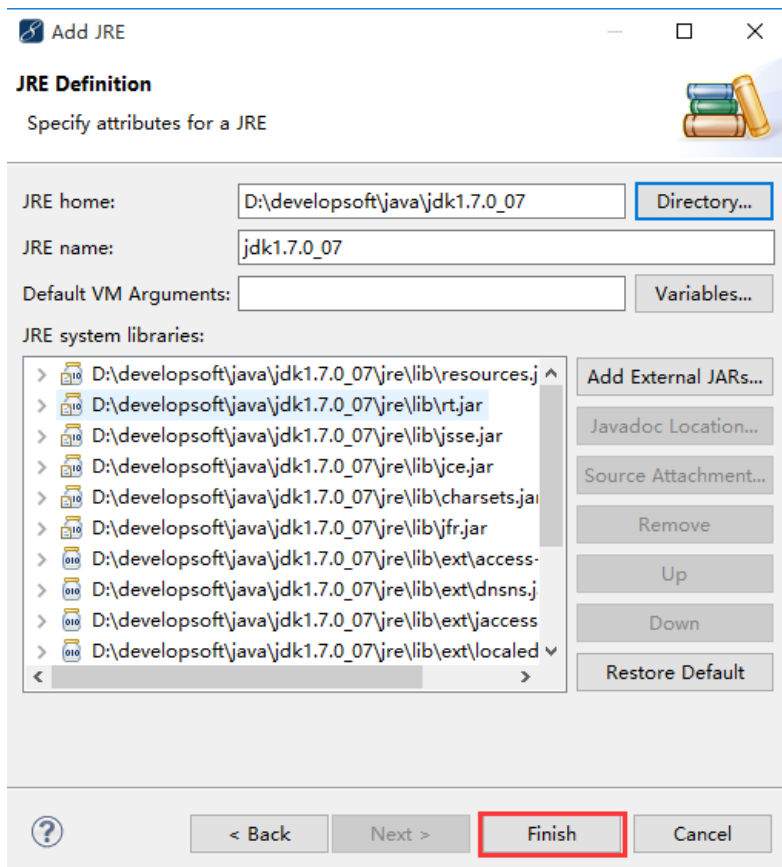 Add JRE
JRE Definition
Specify attributes for a JRE
JRE home:
D:\developsoft\java\jdk1.7.0_07
Directory...
JRE name:
jdk1.7.0_07
Default VM Arguments:
Variables...
JRE system libraries:
D:\developsoft\java\jdk1.7.0_07\jre\lib\resources.j
D:\developsoft\java\jdk1.7.0_07\jre\lib\rt.jar
D:\developsoft\java\jdk1.7.0_07\jre\lib\jsse.jar
D:\developsoft\java\jdk1.7.0_07\jre\lib\jce.jar
D:\developsoft\java\jdk1.7.0_07\jre\lib\charsets.jar
D:\developsoft\java\jdk1.7.0_07\jre\lib\jfr.jar
D:\developsoft\java\jdk1.7.0_07\jre\lib\ext\access-
D:\developsoft\java\jdk1.7.0_07\jre\lib\ext\dnsns.j
D:\developsoft\java\jdk1.7.0_07\jre\lib\ext\jaccess
D:\developsoft\java\jdk1.7.0_07\jre\lib\ext\localed
Add External JARs...
Javadoc Location...
Source Attachment...
Remove
Up
Down
Restore Default
< Back
Next >
Finish
Cancel